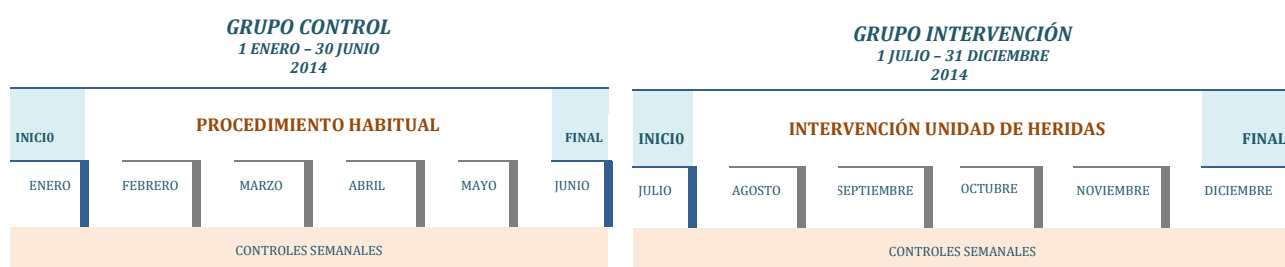 GRUPO CONTROL
1 ENERO – 30 JUNIO
2014
INICIO
PROCEDIMIENTO HABITUAL
FINAL
ENERO
FEBRERO
MARZO
ABRIL
MAYO
JUNIO
CONTROLES SEMANALES
GRUPO INTERVENCIÓN
1 JULIO – 31 DICIEMBRE
2014
INICIO
INTERVENCIÓN UNIDAD DE HERIDAS
FINAL
JULIO
AGOSTO
SEPTIEMBRE
OCTUBRE
NOVIEMBRE
DICIEMBRE
CONTROLES SEMANALES